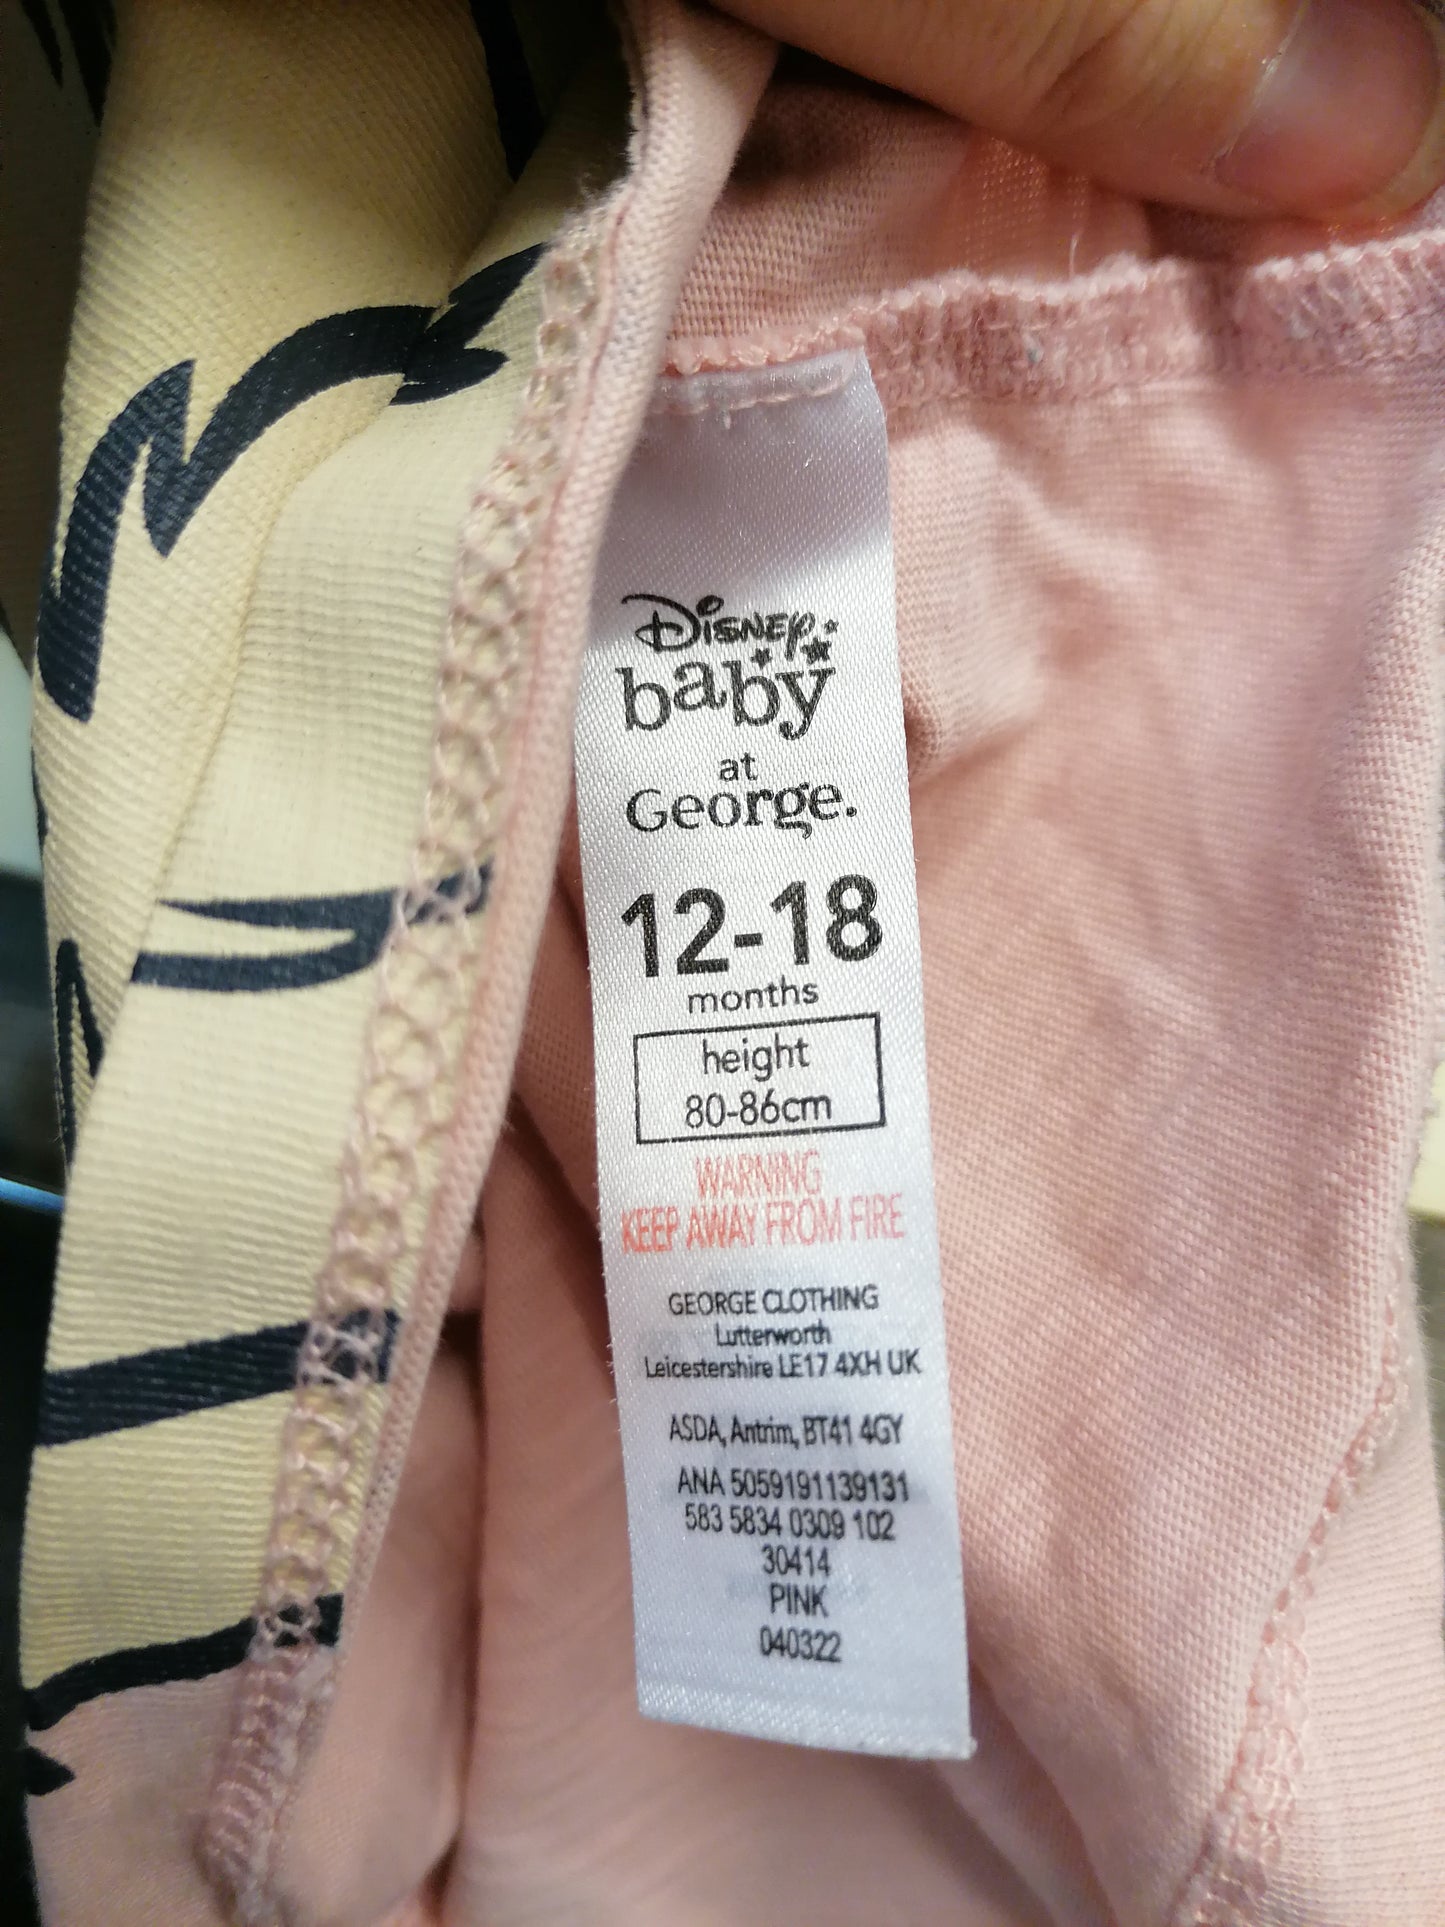 Disney
baby
at
George.
12-18
months
height
80-86cm
WARNING
KEEP AWAY FROM FIRE
GEORGE CLOTHING
Lutterworth
Leicestershire LE17 4XH UK
ASDA, Antrim, BT41 4GY
ANA 5059191139131
583 5834 0309 102
30414
PINK
040322